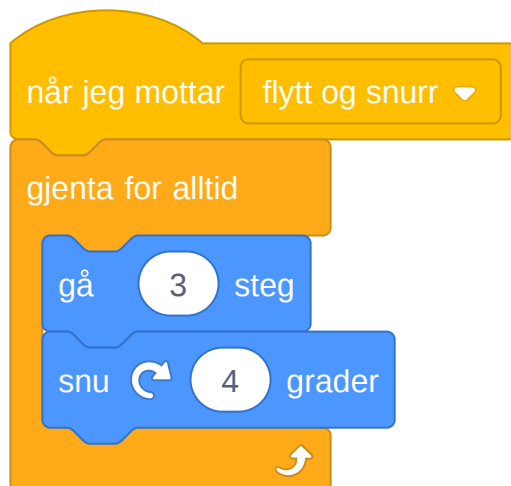 når jeg mottar flytt og snurr
gjenta for alltid
gå 3 steg
snu 4 grader